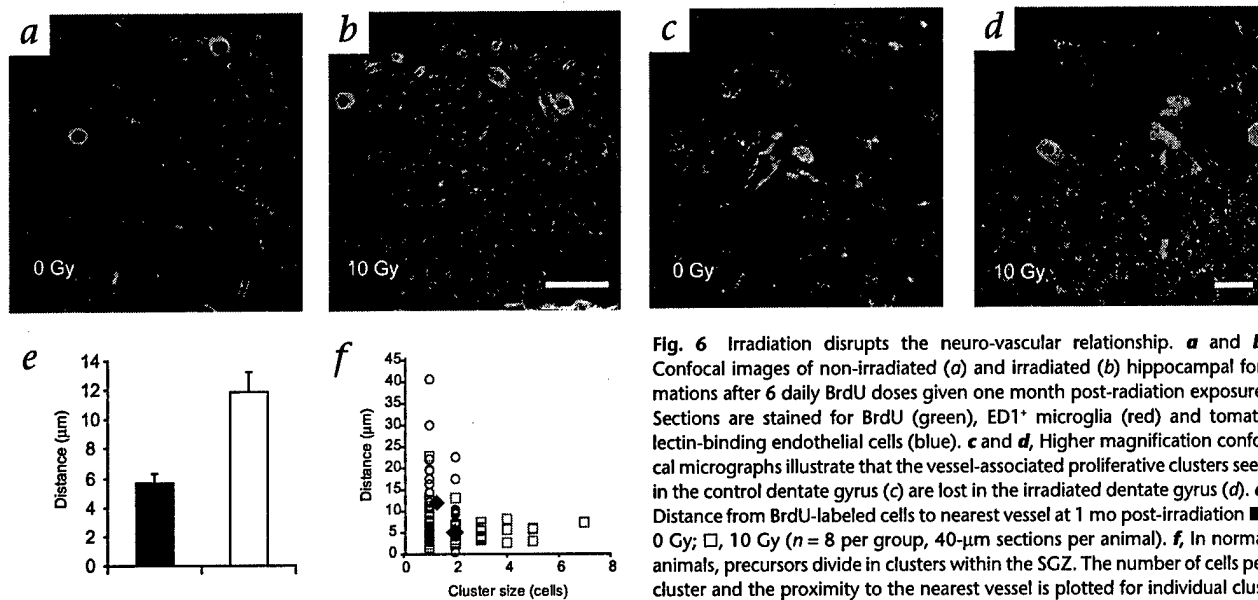 a
b
c
d
0 Gy
10 Gy
0 Gy
10 Gy
e
14
12
10
8
6
4
2
0
Distance (μm)
f
45
40
35
30
25
20
15
10
5
0
Distance (μm)
0 2 4 6 8
Cluster size (cells)
Fig. 6 Irradiation disrupts the neuro-vascular relationship. a and b
Confocal images of non-irradiated (a) and irradiated (b) hippocampal for-
mations after 6 daily BrdU doses given one month post-radiation exposure
Sections are stained for BrdU (green), ED1⁺ microglia (red) and tomat
lectin-binding endothelial cells (blue). c and d, Higher magnification confo-
cal micrographs illustrate that the vessel-associated proliferative clusters see
in the control dentate gyrus (c) are lost in the irradiated dentate gyrus (d).
Distance from BrdU-labeled cells to nearest vessel at 1 mo post-irradiation ■
0 Gy; □, 10 Gy (n = 8 per group, 40-μm sections per animal). f, In norma
animals, precursors divide in clusters within the SGZ. The number of cells pe
cluster and the proximity to the nearest vessel is plotted for individual clus